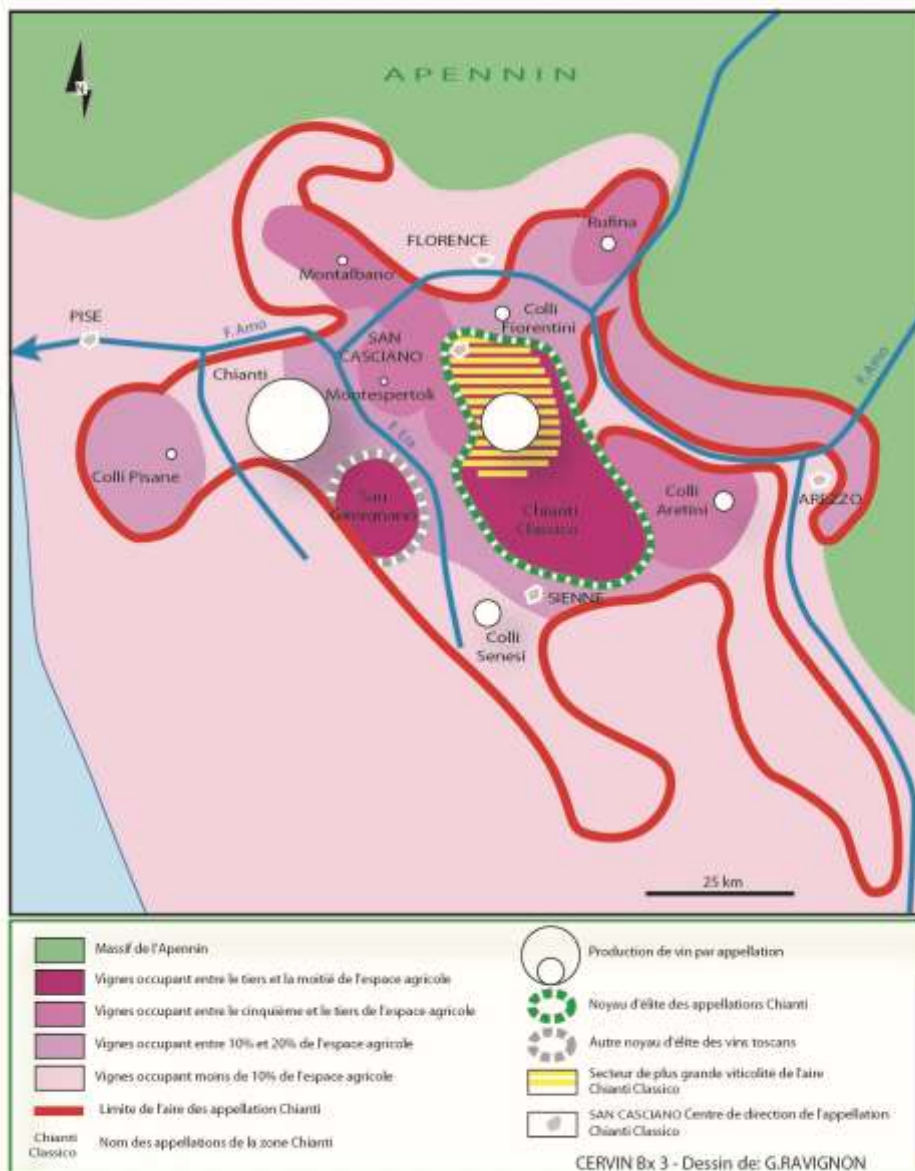 N
APENNIN
Rufina
FLORENCE
Montalbano
Colli
Fiorentini
PISE
F. Arno
SAN
CASCIANO
F. Arno
Chianti
Montespertoli
F. Elsa
Colli Pisane
San
Gimignano
Chianti
Classico
Colli
Aretini
AREZZO
SIENNE
Colli
Senesi
25 km
Massif de l'Apennin
Vignes occupant entre le tiers et la moitié de l'espace agricole
Vignes occupant entre le cinquième et le tiers de l'espace agricole
Vignes occupant entre 10% et 20% de l'espace agricole
Vignes occupant moins de 10% de l'espace agricole
Limite de l'aire des appellation Chianti
Chianti
Classico
Nom des appellations de la zone Chianti
Production de vin par appellation
Noyau d'élite des appellations Chianti
Autre noyau d'élite des vins toscans
Secteur de plus grande viticolité de l'aire
Chianti Classico
SAN CASCIANO Centre de direction de l'appellation
Chianti Classico
CERVIN Bx 3 - Dessin de: G.RAVIGNON